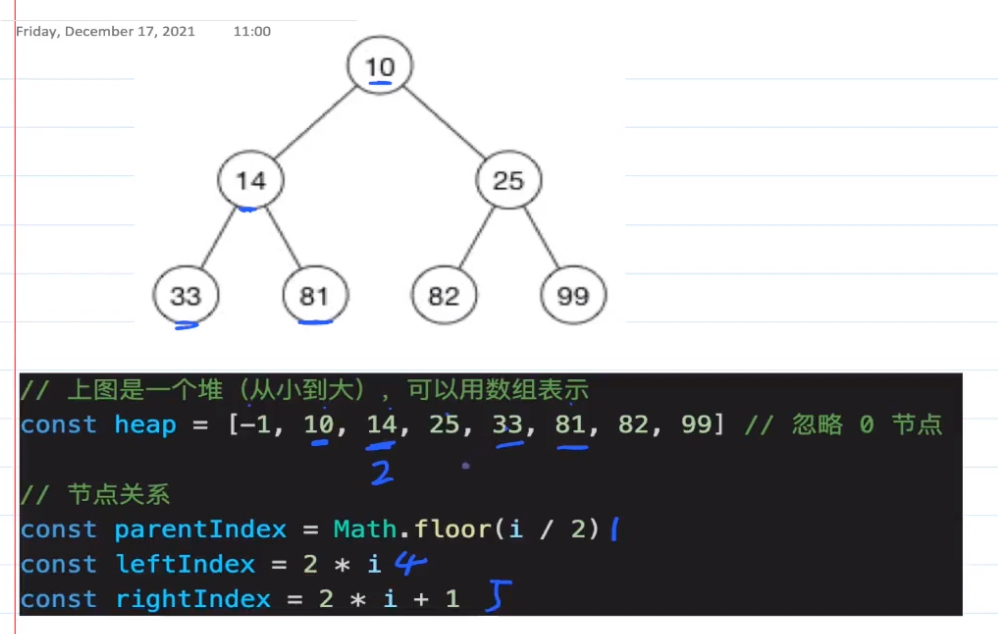 Friday, December 17, 2021 11:00
10
14 25
33 81 82 99
// 上图是一个堆（从小到大），可以用数组表示
const heap = [-1, 10, 14, 25, 33, 81, 82, 99] // 忽略 0 节点
2
// 节点关系
const parentIndex = Math.floor(i / 2) 1
const leftIndex = 2 * i 4
const rightIndex = 2 * i + 1 5